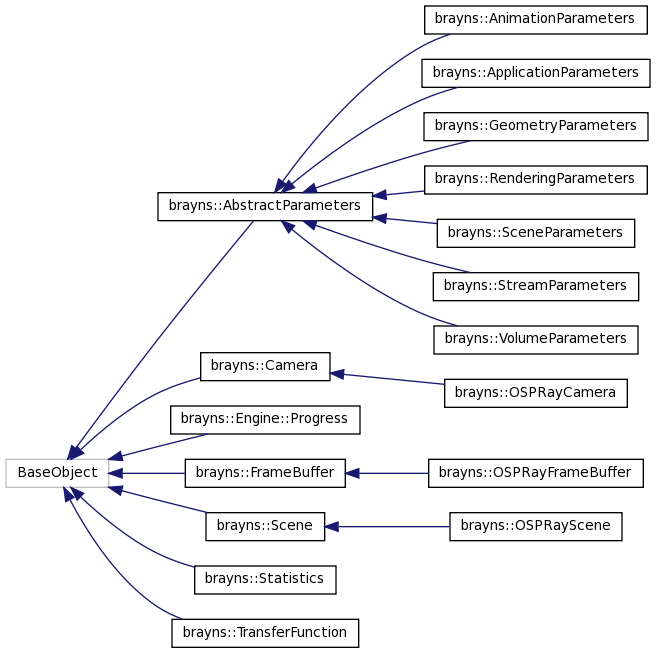 brayns::AnimationParameters
brayns::ApplicationParameters
brayns::GeometryParameters
brayns::RenderingParameters
brayns::AbstractParameters
brayns::SceneParameters
brayns::StreamParameters
brayns::VolumeParameters
brayns::Camera
brayns::OSPRayCamera
brayns::Engine::Progress
BaseObject
brayns::FrameBuffer
brayns::OSPRayFrameBuffer
brayns::Scene
brayns::OSPRayScene
brayns::Statistics
brayns::TransferFunction